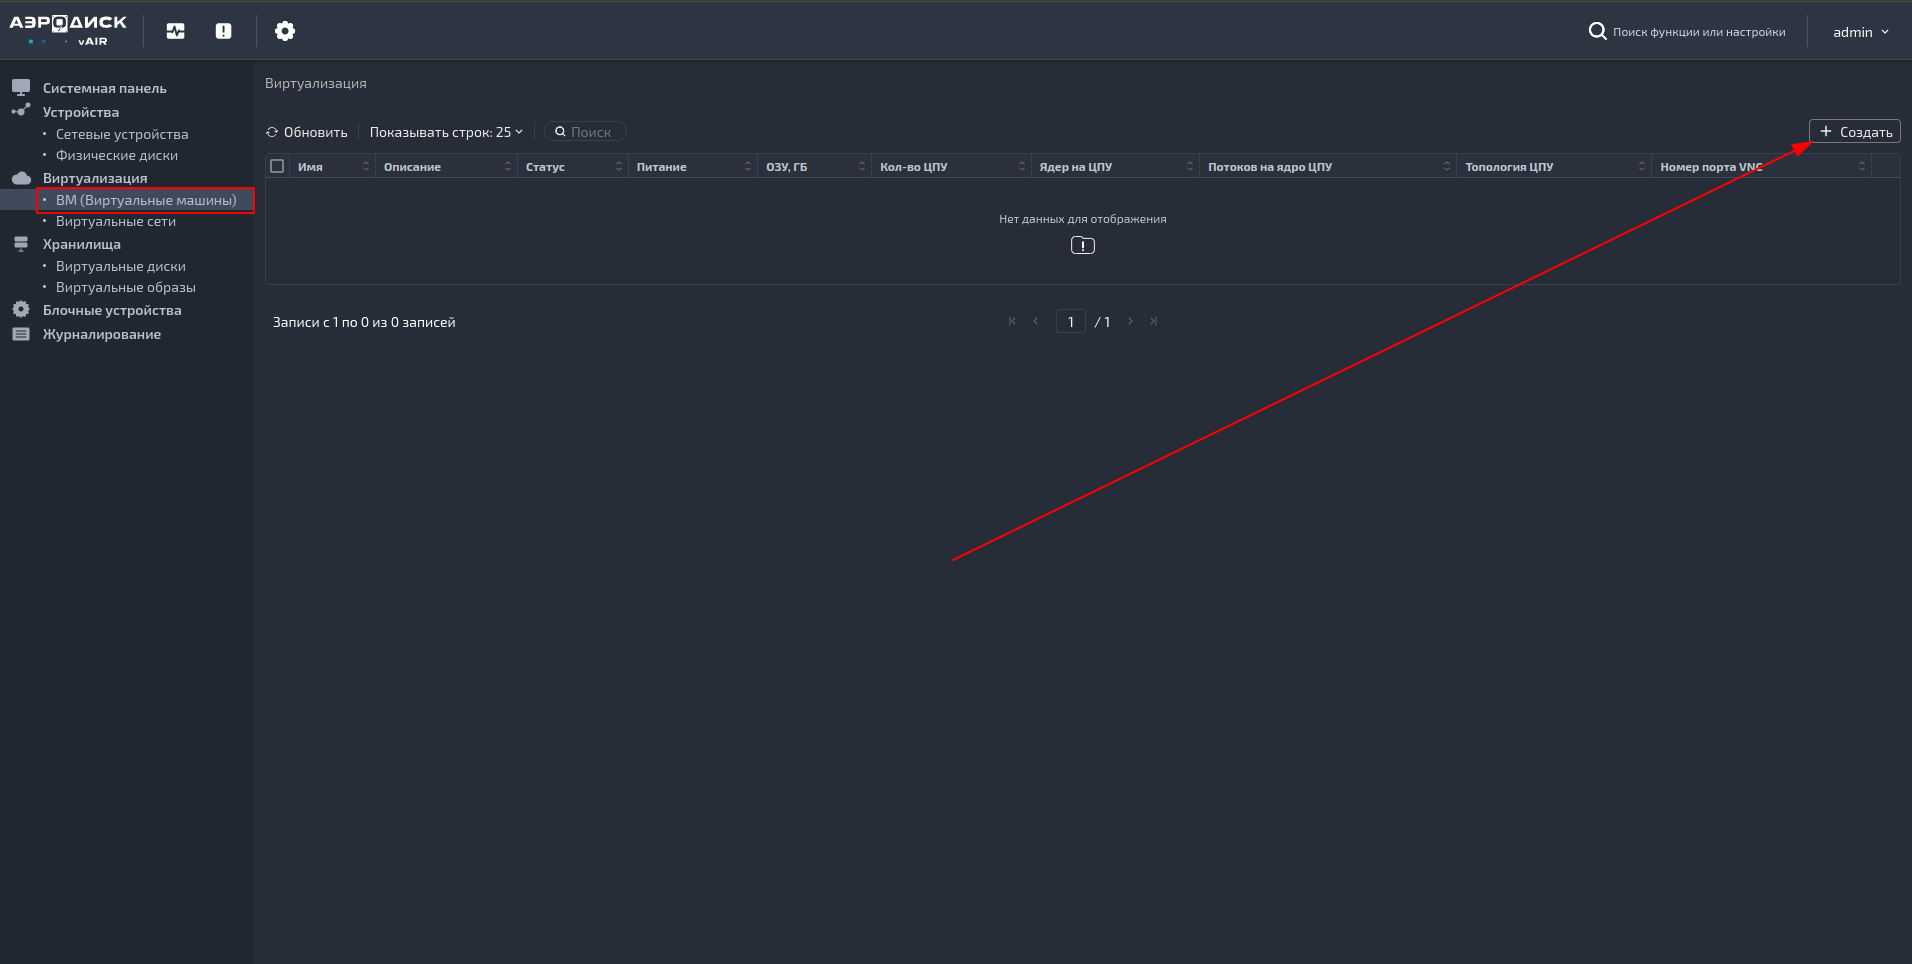 АЭРОДИСК
vAIR
Поиск функции или настройки
admin
Системная панель
Устройства
Сетевые устройства
Физические диски
Виртуализация
ВМ (Виртуальные машины)
Виртуальные сети
Хранилища
Виртуальные диски
Виртуальные образы
Блочные устройства
Журналирование
Виртуализация
Обновить Показывать строк: 25 Поиск
+ Создать
Имя Описание Статус Питание ОЗУ, ГБ Кол-во ЦПУ Ядер на ЦПУ Потоков на ядро ЦПУ Топология ЦПУ Номер порта VNC
Нет данных для отображения
Записи с 1 по 0 из 0 записей
1 / 1